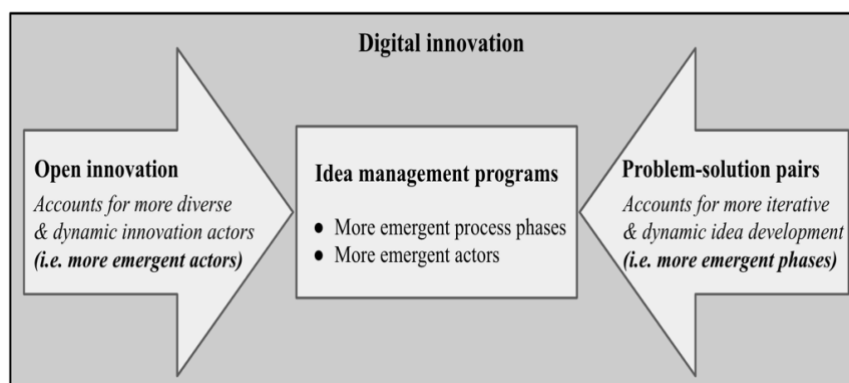 Digital innovation
Open innovation
Accounts for more diverse
& dynamic innovation actors
(i.e. more emergent actors)
Idea management programs
● More emergent process phases
● More emergent actors
Problem-solution pairs
Accounts for more iterative
& dynamic idea development
(i.e. more emergent phases)